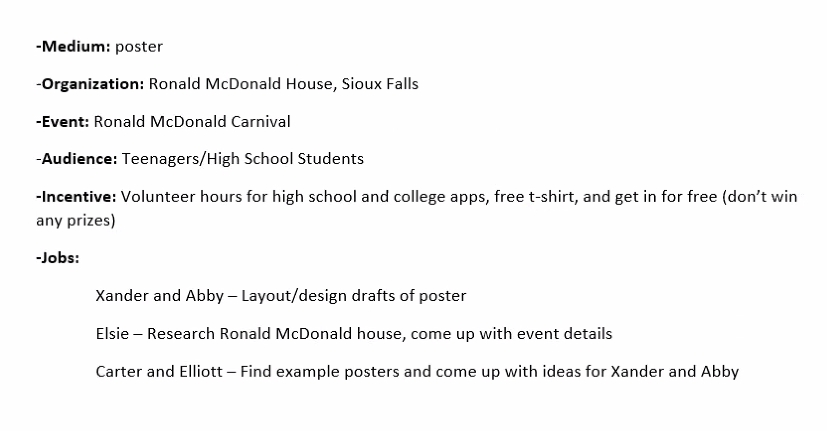 -Medium: poster
-Organization: Ronald McDonald House, Sioux Falls
-Event: Ronald McDonald Carnival
-Audience: Teenagers/High School Students
-Incentive: Volunteer hours for high school and college apps, free t-shirt, and get in for free (don’t win
any prizes)
-Jobs:
Xander and Abby – Layout/design drafts of poster
Elsie – Research Ronald McDonald house, come up with event details
Carter and Elliott – Find example posters and come up with ideas for Xander and Abby